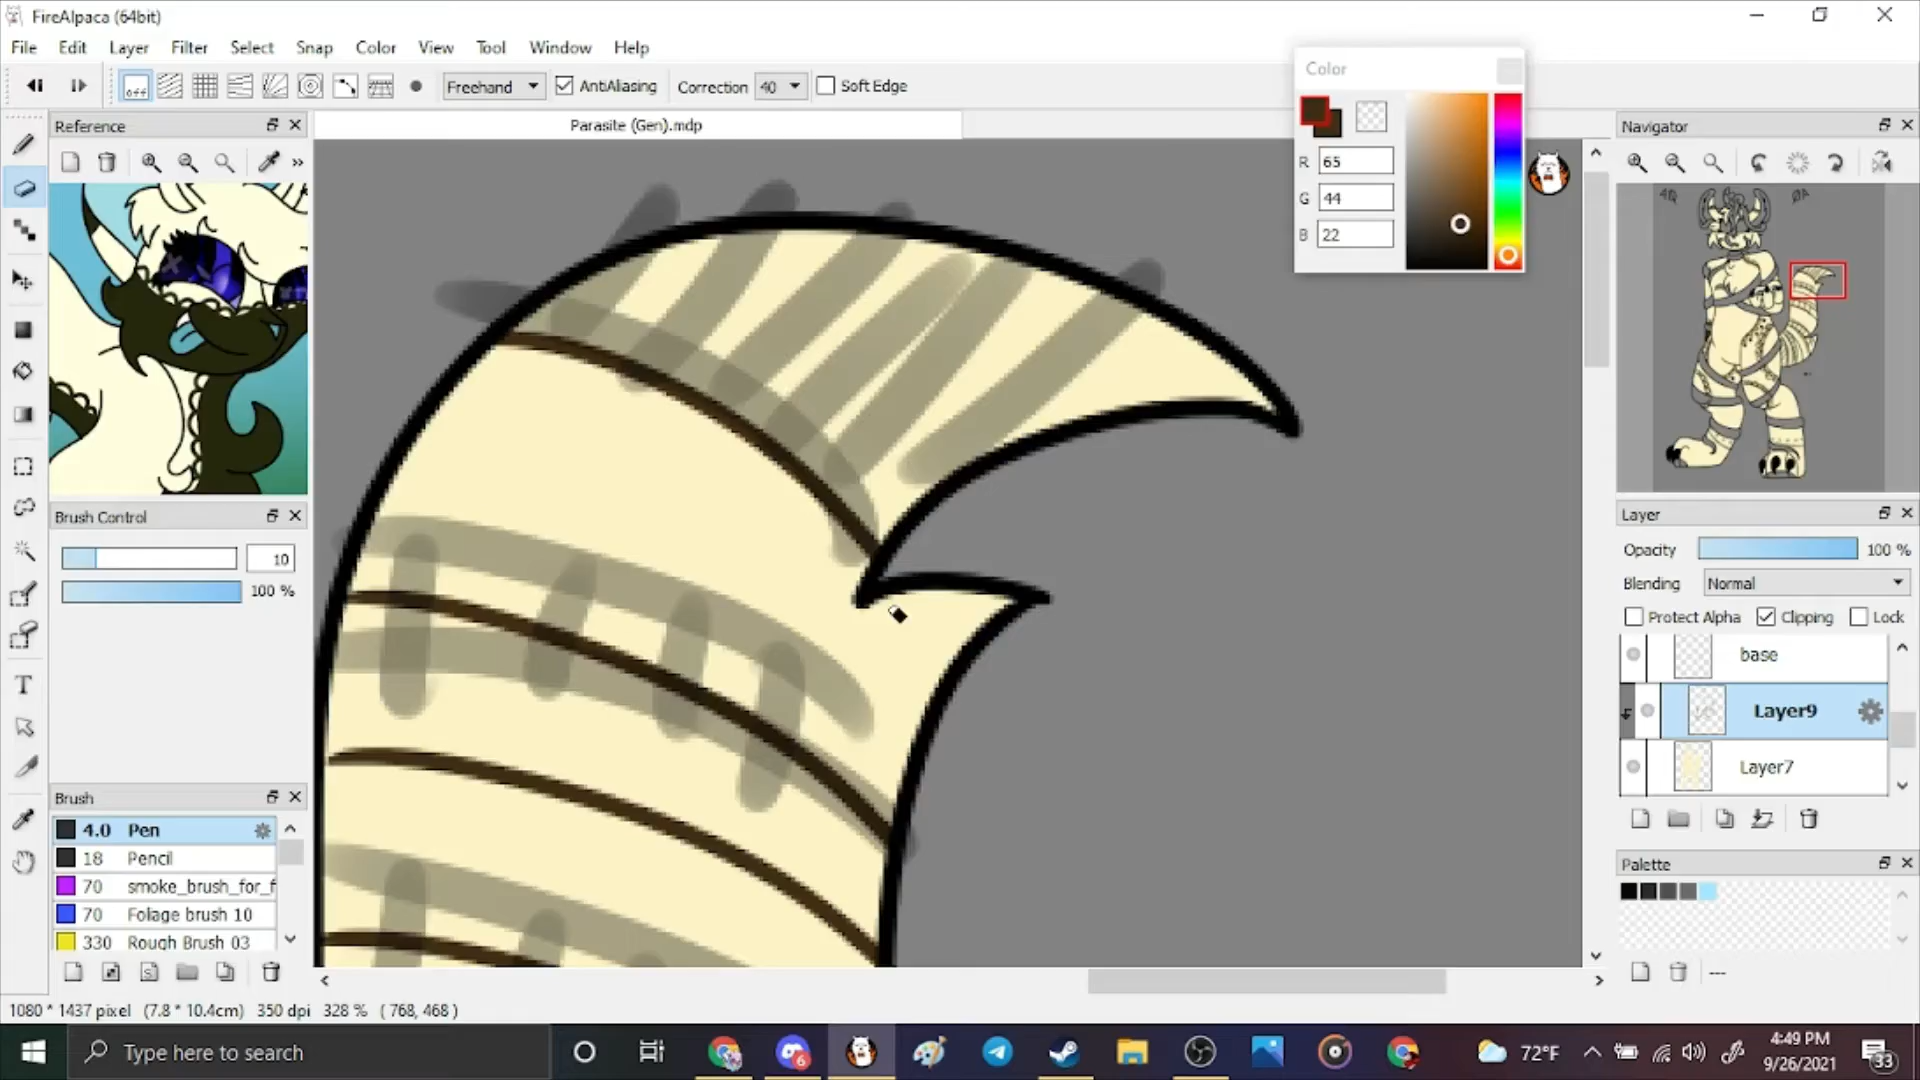 FireAlpaca (64bit)
File Edit Layer Filter Select Snap Color View Tool Window Help
off Freehand AntiAliasing Correction 40 Soft Edge
Color
R 65
G 44
B 22
Reference
Parasite (Gen).mdp
Navigator
Brush Control
10
100 %
Layer
Opacity 100 %
Blending Normal
Protect Alpha Clipping Lock
base
Layer9
Layer7
Brush
4.0 Pen
18 Pencil
70 smoke_brush_for_f
70 Foliage brush 10
330 Rough Brush 03
Palette
---
1080 * 1437 pixel (7.8 * 10.4cm) 350 dpi 328 % ( 768, 468 )
Type here to search
6
72°F
4:49 PM
9/26/2021
33